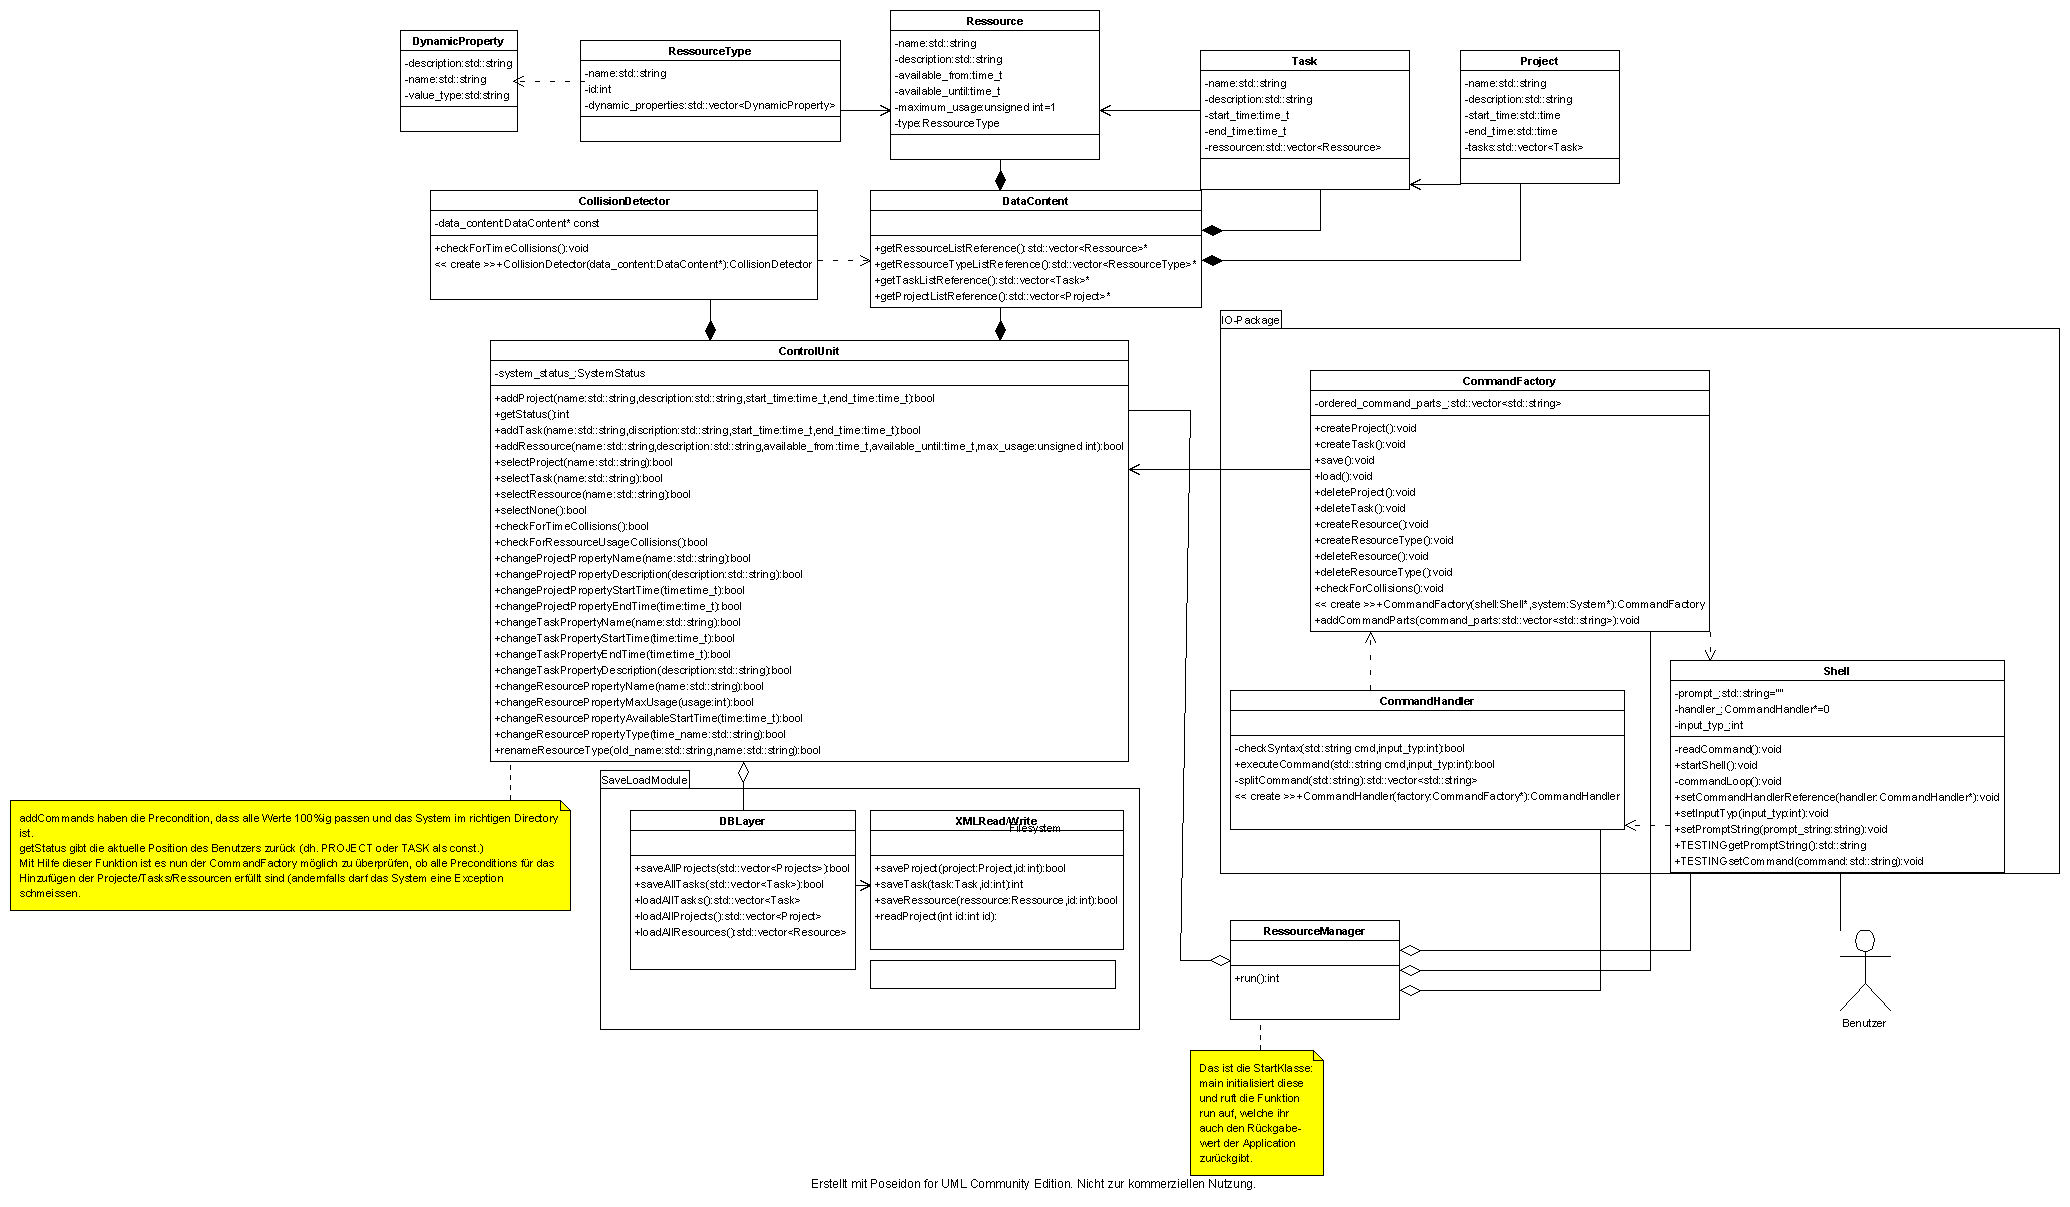 DynamicProperty
-description:std::string
-name:std::string
-value_type:std:string
RessourceType
-name:std::string
-id:int
-dynamic_properties:std::vector<DynamicProperty>
Ressource
-name:std::string
-description:std::string
-available_from:time_t
-available_until:time_t
-maximum_usage:unsigned int=1
-type:RessourceType
Task
-name:std::string
-description:std::string
-start_time:time_t
-end_time:time_t
-ressourcen:std::vector<Ressource>
Project
-name:std::string
-description:std::string
-start_time:std::time
-end_time:std::time
-tasks:std::vector<Task>
CollisionDetector
-data_content:DataContent* const
+checkForTimeCollisions():void
<< create >>+CollisionDetector(data_content:DataContent*):CollisionDetector
DataContent
+getRessourceListReference():std::vector<Ressource>*
+getRessourceTypeListReference():std::vector<RessourceType>*
+getTaskListReference():std::vector<Task>*
+getProjectListReference():std::vector<Project>*
ControlUnit
-system_status_:SystemStatus
+addProject(name:std::string,description:std::string,start_time:time_t,end_time:time_t):bool
+getStatus():int
+addTask(name:std::string,discription:std::string,start_time:time_t,end_time:time_t):bool
+addRessource(name:std::string,description:std::string,available_from:time_t,available_until:time_t,max_usage:unsigned int):bool
+selectProject(name:std::string):bool
+selectTask(name:std::string):bool
+selectRessource(name:std::string):bool
+selectNone():bool
+checkForTimeCollisions():bool
+checkForRessourceUsageCollisions():bool
+changeProjectPropertyName(name:std::string):bool
+changeProjectPropertyDescription(description:std::string):bool
+changeProjectPropertyStartTime(time:time_t):bool
+changeProjectPropertyEndTime(time:time_t):bool
+changeTaskPropertyName(name:std::string):bool
+changeTaskPropertyStartTime(time:time_t):bool
+changeTaskPropertyEndTime(time:time_t):bool
+changeTaskPropertyDescription(description:std::string):bool
+changeResourcePropertyName(name:std::string):bool
+changeResourcePropertyMaxUsage(usage:int):bool
+changeResourcePropertyAvailableStartTime(time:time_t):bool
+changeResourcePropertyType(time_name:std::string):bool
+renameResourceType(old_name:std::string,name:std::string):bool
IO-Package
CommandFactory
-ordered_command_parts_:std::vector<std::string>
+createProject():void
+createTask():void
+save():void
+load():void
+deleteProject():void
+deleteTask():void
+createResource():void
+createResourceType():void
+deleteResource():void
+deleteResourceType():void
+checkForCollisions():void
<< create >>+CommandFactory(shell:Shell*,system:System*):CommandFactory
+addCommandParts(command_parts:std::vector<std::string>):void
CommandHandler
-checkSyntax(std::string cmd,input_typ:int):bool
+executeCommand(std::string cmd,input_typ:int):bool
-splitCommand(std::string):std::vector<std::string>
<< create >>+CommandHandler(factory:CommandFactory*):CommandHandler
Shell
-prompt_:std::string=""
-handler_:CommandHandler*=0
-input_typ_:int
-readCommand():void
+startShell():void
-commandLoop():void
+setCommandHandlerReference(handler:CommandHandler*):void
+setInputTyp(input_typ:int):void
+setPromptString(prompt_string:string):void
+TESTINGgetPromptString():std::string
+TESTINGsetCommand(command:std::string):void
addCommands haben die Precondition, dass alle Werte 100%ig passen und das System im richtigen Directory
ist.
getStatus gibt die aktuelle Position des Benutzers zurück (dh. PROJECT oder TASK als const.)
Mit Hilfe dieser Funktion ist es nun der CommandFactory möglich zu überprüfen, ob alle Preconditions für das
Hinzufügen der Projecte/Tasks/Ressourcen erfüllt sind (andernfalls darf das System eine Exception
schmeissen.
SaveLoadModule
DBLayer
+saveAllProjects(std::vector<Projects>):bool
+saveAllTasks(std::vector<Task>):bool
+loadAllTasks():std::vector<Task>
+loadAllProjects():std::vector<Project>
+loadAllResources():std::vector<Resource>
XMLRead/Write
Filesystem
+saveProject(project:Project,id:int):bool
+saveTask(task:Task,id:int):int
+saveRessource(ressource:Ressource,id:int):bool
+readProject(int id:int id):
RessourceManager
+run():int
Benutzer
Das ist die StartKlasse:
main initialisiert diese
und ruft die Funktion
run auf, welche ihr
auch den Rückgabe-
wert der Application
zurückgibt.
Erstellt mit Poseidon for UML Community Edition. Nicht zur kommerziellen Nutzung.